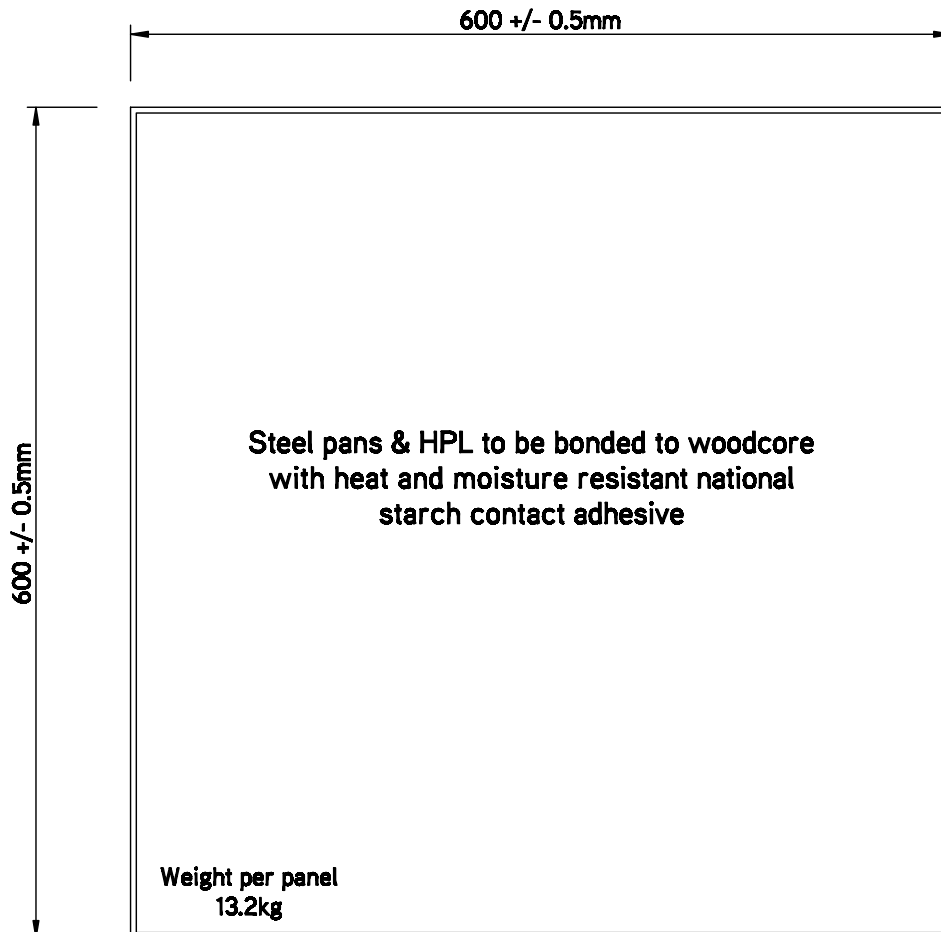 600 +/- 0.5mm
600 +/- 0.5mm
Steel pans & HPL to be bonded to woodcore
with heat and moisture resistant national
starch contact adhesive
Weight per panel
13.2kg